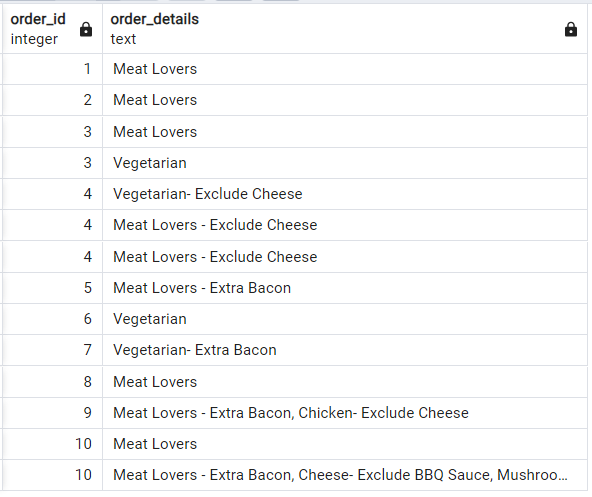 order_id order_details
integer text
1 Meat Lovers
2 Meat Lovers
3 Meat Lovers
3 Vegetarian
4 Vegetarian- Exclude Cheese
4 Meat Lovers - Exclude Cheese
4 Meat Lovers - Exclude Cheese
5 Meat Lovers - Extra Bacon
6 Vegetarian
7 Vegetarian- Extra Bacon
8 Meat Lovers
9 Meat Lovers - Extra Bacon, Chicken- Exclude Cheese
10 Meat Lovers
10 Meat Lovers - Extra Bacon, Cheese- Exclude BBQ Sauce, Mushroo...